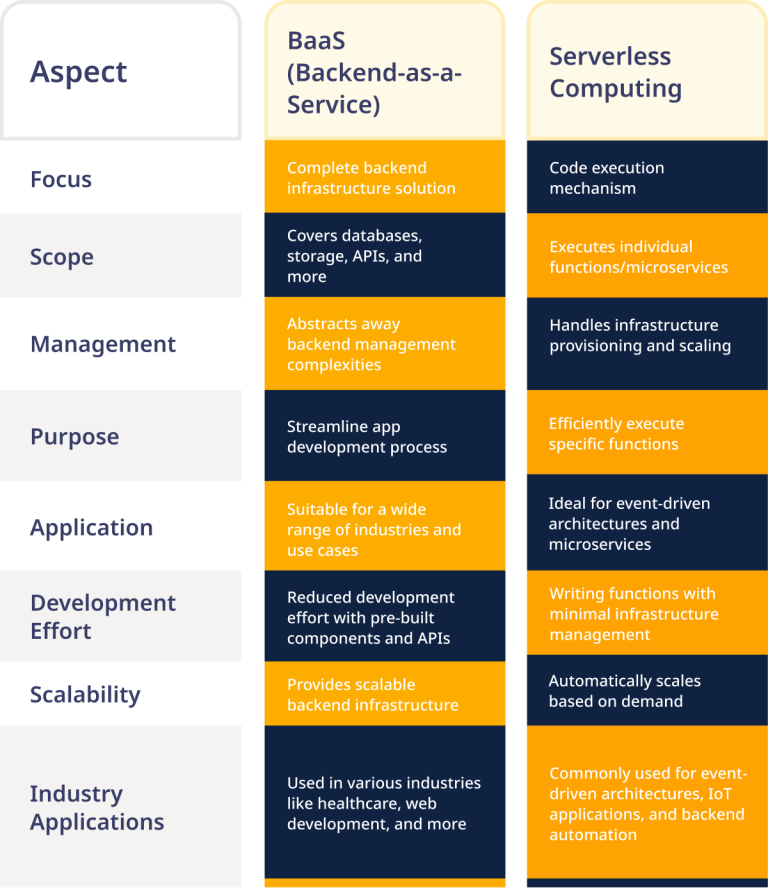 Aspect
BaaS
(Backend-as-a-
Service)
Serverless
Computing
Focus
Complete backend
infrastructure solution
Code execution
mechanism
Scope
Covers databases,
storage, APIs, and
more
Executes individual
functions/microservices
Management
Abstracts away
backend management
complexities
Handles infrastructure
provisioning and scaling
Purpose
Streamline app
development process
Efficiently execute
specific functions
Application
Suitable for a wide
range of industries and
use cases
Ideal for event-driven
architectures and
microservices
Development
Effort
Reduced development
effort with pre-built
components and APIs
Writing functions with
minimal infrastructure
management
Scalability
Provides scalable
backend infrastructure
Automatically scales
based on demand
Industry
Applications
Used in various industries
like healthcare, web
development, and more
Commonly used for event-
driven architectures, IoT
applications, and backend
automation